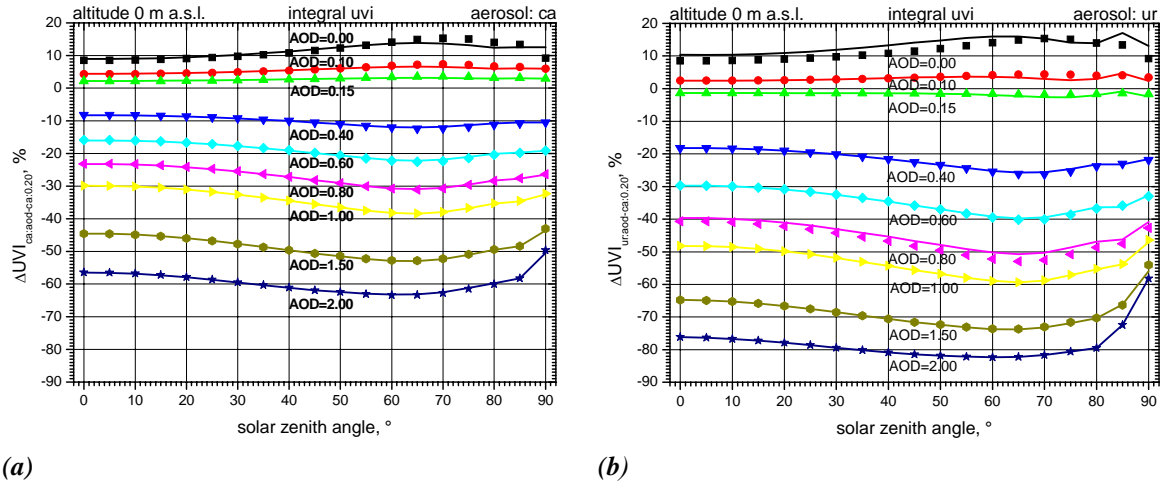 altitude 0 m a.s.l. integral uvi aerosol: ca
20
10
0
-10
-20
-30
-40
-50
-60
-70
-80
-90
ΔUVI ca:aod-ca:0.20, %
AOD=0.00
AOD=0.10
AOD=0.15
AOD=0.40
AOD=0.60
AOD=0.80
AOD=1.00
AOD=1.50
AOD=2.00
0 10 20 30 40 50 60 70 80 90
solar zenith angle, °
(a)
altitude 0 m a.s.l. integral uvi aerosol: ur
20
10
0
-10
-20
-30
-40
-50
-60
-70
-80
-90
ΔUVI ur:aod-ca:0.20, %
AOD=0.00
AOD=0.10
AOD=0.15
AOD=0.40
AOD=0.60
AOD=0.80
AOD=1.00
AOD=1.50
AOD=2.00
0 10 20 30 40 50 60 70 80 90
solar zenith angle, °
(b)